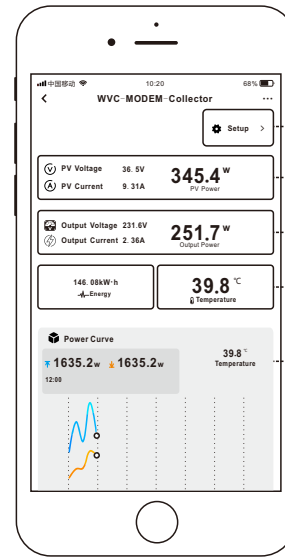 中国移动 10:20 68%
< WVC-MODEM-Collector ...
Setup >
V PV Voltage 36.5V
A PV Current 9.31A
345.4 W
PV Power
Output Voltage 231.6V
Output Current 2.36A
251.7 W
Output Power
146.08kW·h
Energy
39.8 ℃
Temperature
Power Curve
1635.2w 1635.2w
12:00
39.8 ℃
Temperature